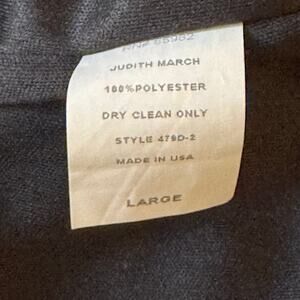 JUDITH MARCH
100%POLYESTER
DRY CLEAN ONLY
STYLE 479D-2
MADE IN USA
LARGE